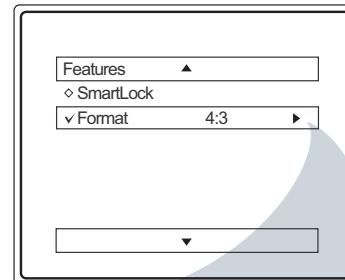 Features ▲
◇ SmartLock
✓ Format 4:3 ▶
▼